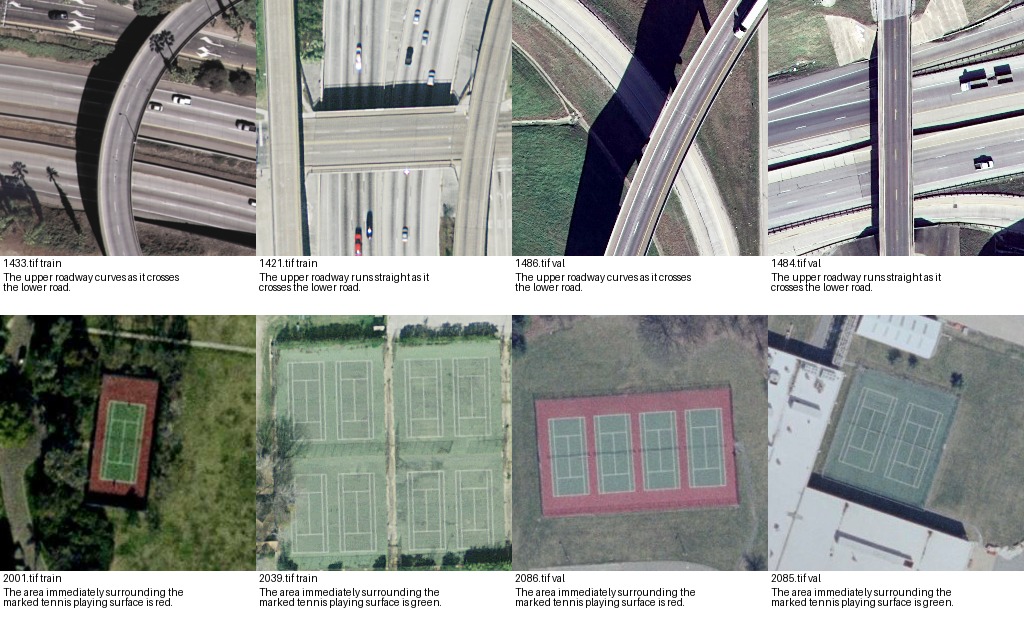 1433.tif train
The upper roadway curves as it crosses
the lower road.
1421.tif train
The upper roadway runs straight as it
crosses the lower road.
1486.tif val
The upper roadway curves as it crosses
the lower road.
1484.tif val
The upper roadway runs straight as it
crosses the lower road.
2001.tif train
The area immediately surrounding the
marked tennis playing surface is red.
2039.tif train
The area immediately surrounding the
marked tennis playing surface is green.
2086.tif val
The area immediately surrounding the
marked tennis playing surface is red.
2085.tif val
The area immediately surrounding the
marked tennis playing surface is green.